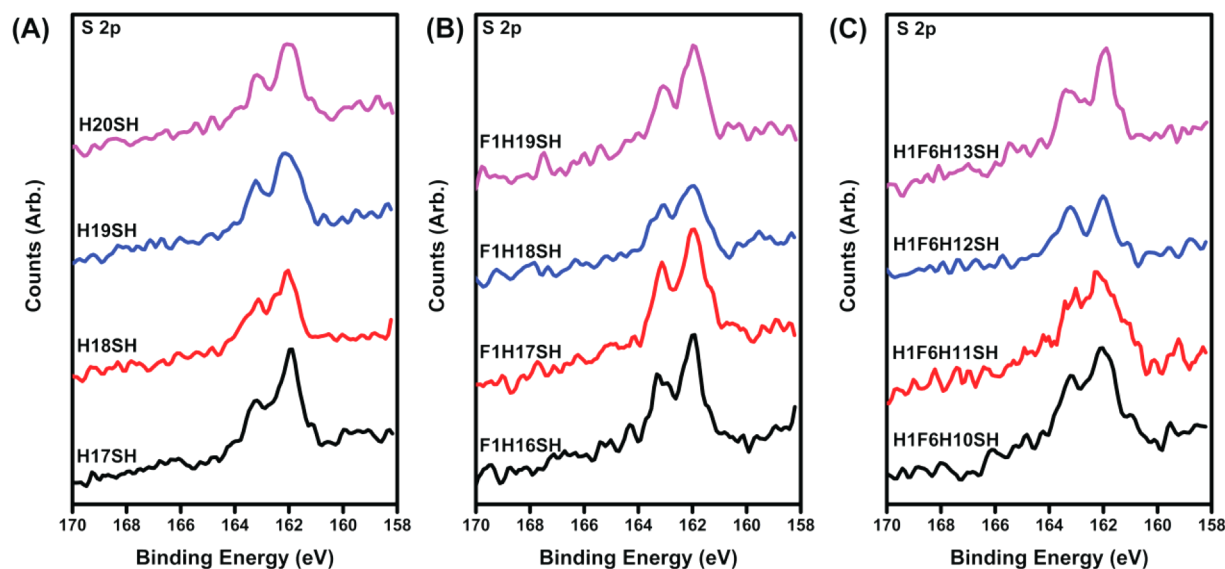 (A)
S 2p
H20SH
H19SH
H18SH
H17SH
Counts (Arb.)
170 168 166 164 162 160 158
Binding Energy (eV)
(B)
S 2p
F1H19SH
F1H18SH
F1H17SH
F1H16SH
Counts (Arb.)
170 168 166 164 162 160 158
Binding Energy (eV)
(C)
S 2p
H1F6H13SH
H1F6H12SH
H1F6H11SH
H1F6H10SH
Counts (Arb.)
170 168 166 164 162 160 158
Binding Energy (eV)